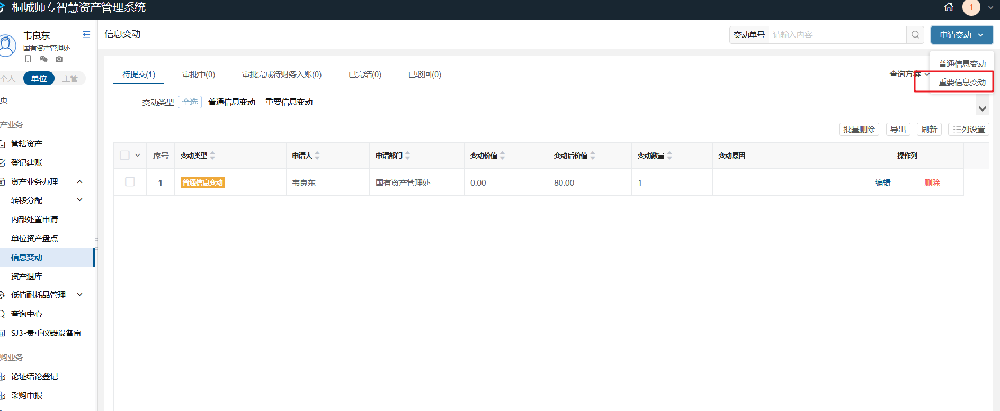 桐城师专智慧资产管理系统
1
韦良东
国有资产管理处
个人 单位 主管
页
产业务
管辖资产
登记建账
资产业务办理
转移分配
内部处置申请
单位资产盘点
信息变动
资产退库
低值耐耗品管理
查询中心
SJ3-贵重仪器设备审
购业务
论证结论登记
采购申报
信息变动
变动单号 请输入内容
申请变动
普通信息变动
重要信息变动
待提交(1) 审批中(0) 审批完成待财务入账(0) 已完结(0) 已驳回(0)
查询方案
变动类型 全选 普通信息变动 重要信息变动
批量删除 导出 刷新 列设置
序号 变动类型 申请人 申请部门 变动价值 变动后价值 变动数量 变动原因 操作列
1 普通信息变动 韦良东 国有资产管理处 0.00 80.00 1 编辑 删除